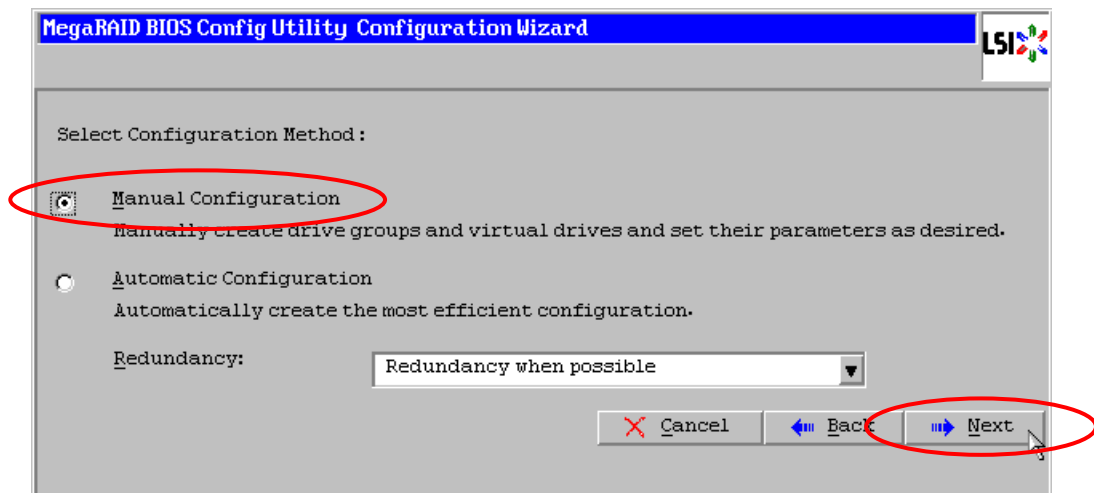 MegaRAID BIOS Config Utility Configuration Wizard
LSI
Select Configuration Method:
Manual Configuration
Manually create drive groups and virtual drives and set their parameters as desired.
Automatic Configuration
Automatically create the most efficient configuration.
Redundancy: Redundancy when possible
Cancel Back Next